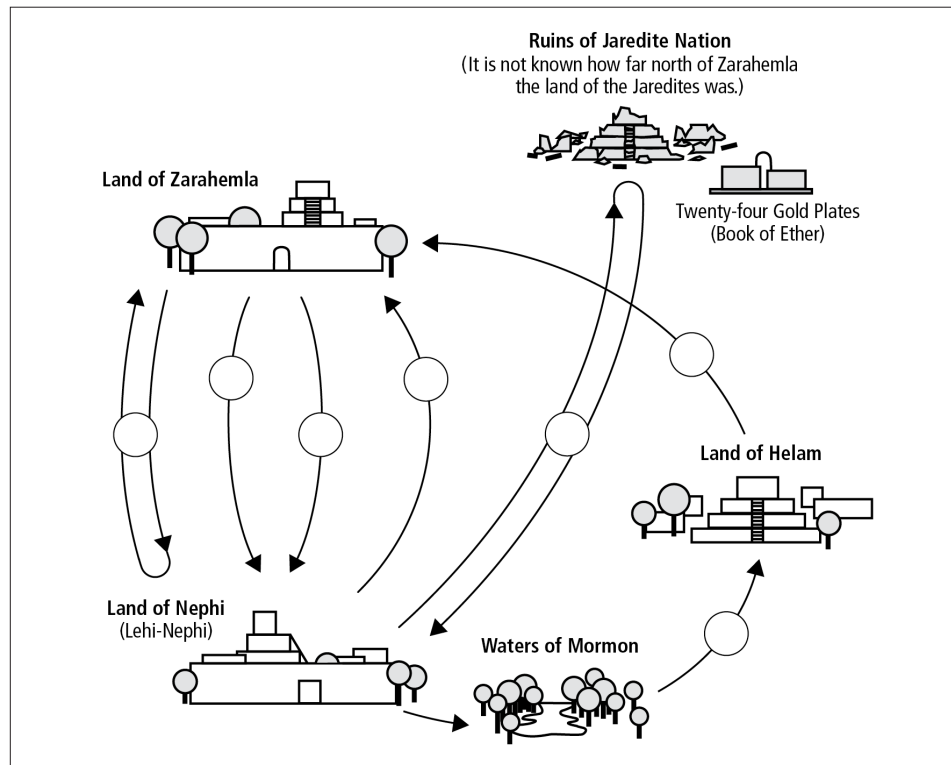 Ruins of Jaredite Nation
(It is not known how far north of Zarahemla
the land of the Jaredites was.)
Land of Zarahemla
Twenty-four Gold Plates
(Book of Ether)
Land of Helam
Land of Nephi
(Lehi-Nephi)
Waters of Mormon